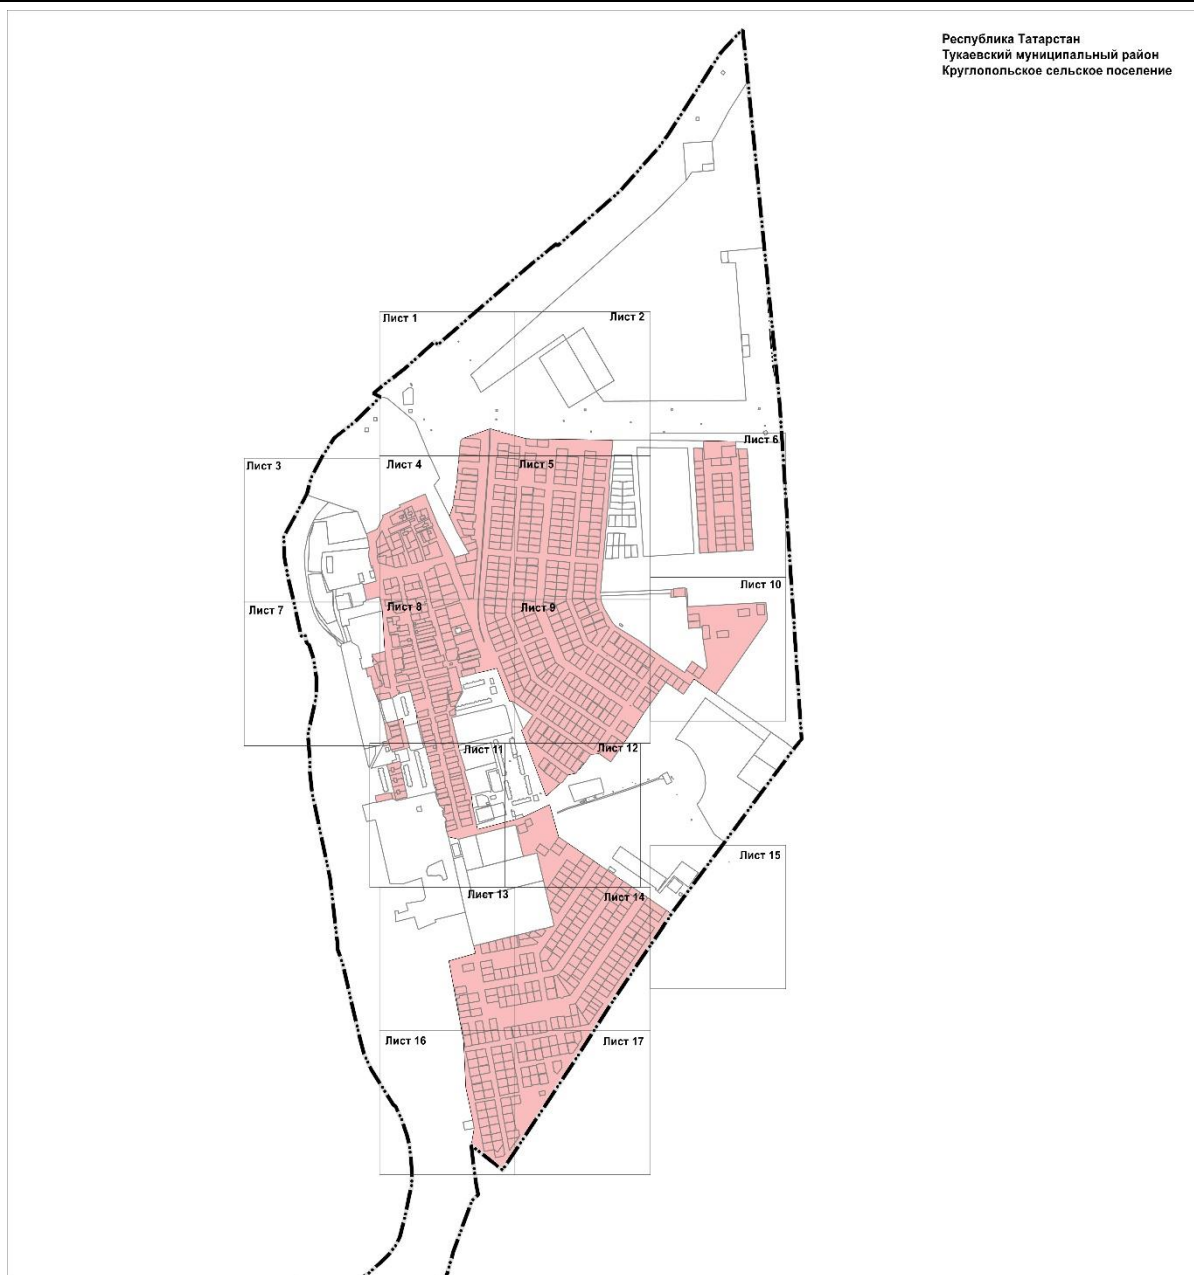 Республика Татарстан
Тукаевский муниципальный район
Круглопольское сельское поселение
Лист 1
Лист 2
Лист 6
Лист 3
Лист 4
Лист 5
Лист 10
Лист 7
Лист 8
Лист 9
Лист 11
Лист 12
Лист 15
Лист 13
Лист 14
Лист 16
Лист 17